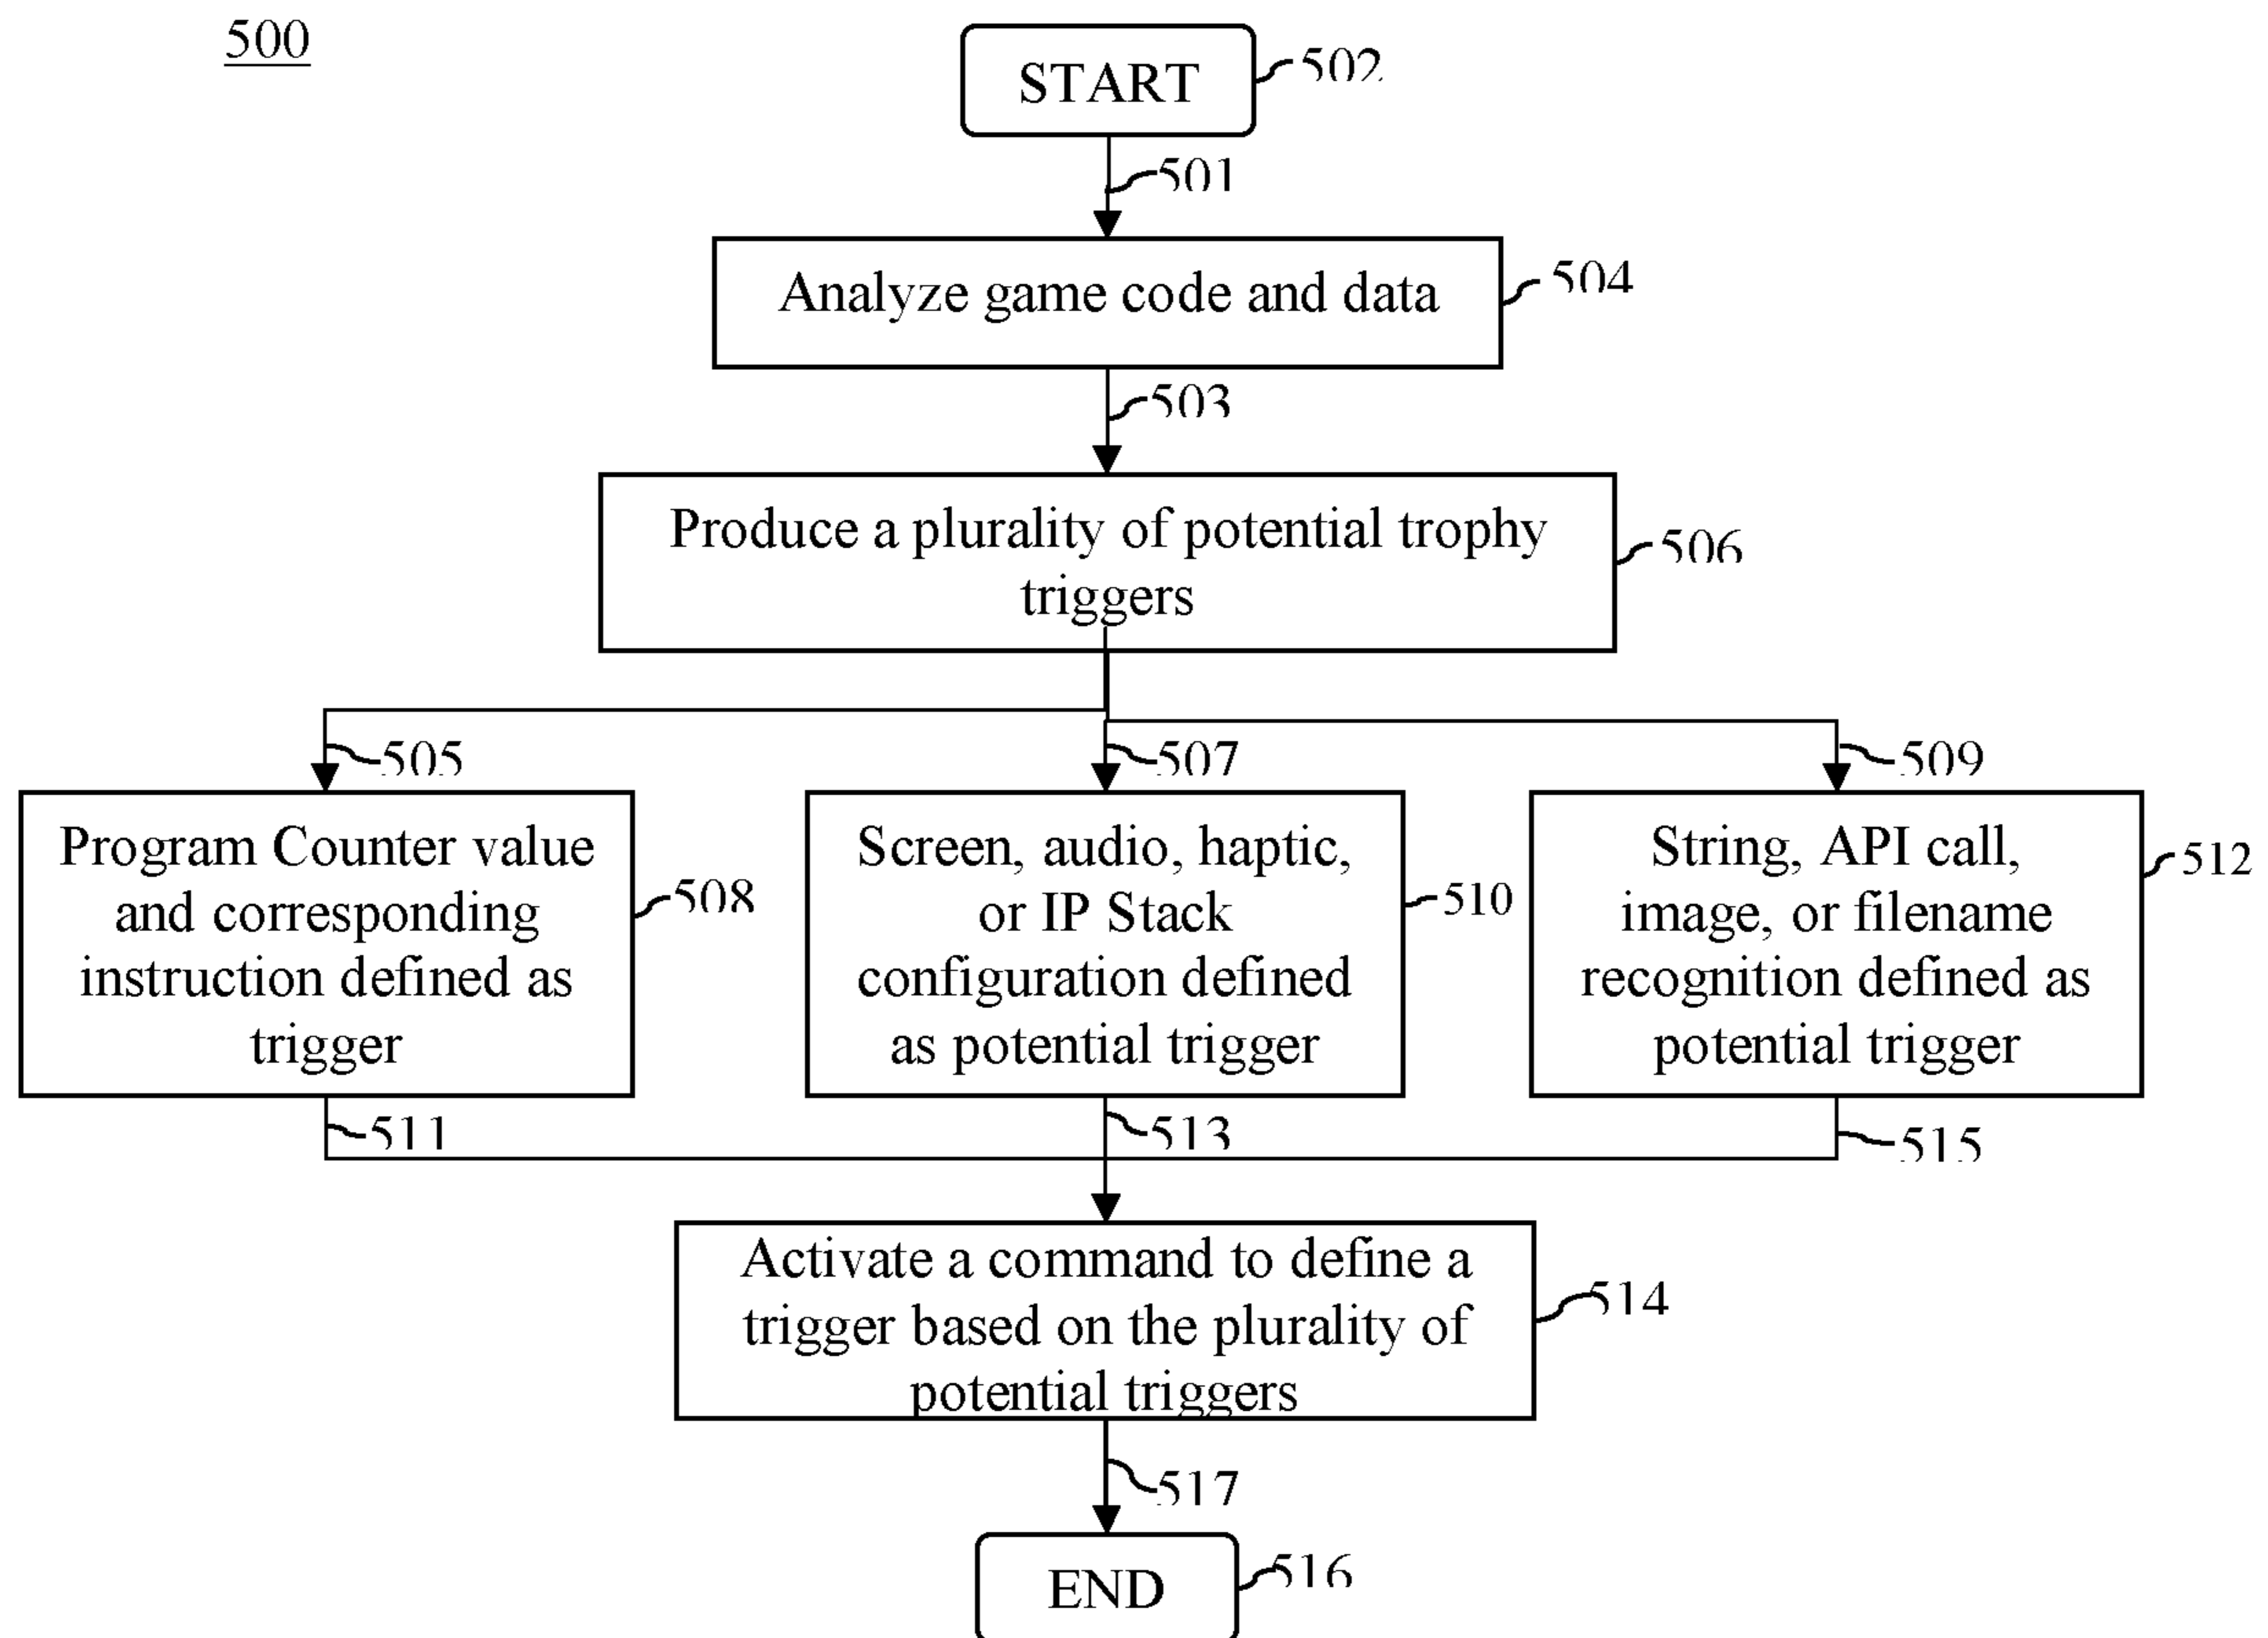 500
START
502
501
Analyze game code and data
504
503
Produce a plurality of potential trophy
triggers
506
505
507
509
Program Counter value
and corresponding
instruction defined as
trigger
508
Screen, audio, haptic,
or IP Stack
configuration defined
as potential trigger
510
String, API call,
image, or filename
recognition defined as
potential trigger
512
511
513
515
Activate a command to define a
trigger based on the plurality of
potential triggers
514
517
END
516